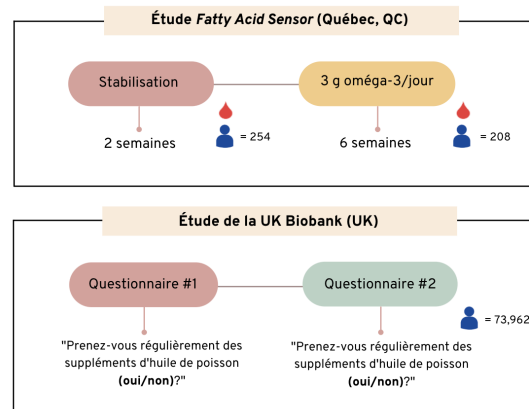 Étude Fatty Acid Sensor (Québec, QC)
Stabilisation
3 g oméga-3/jour
2 semaines
= 254
6 semaines
= 208
Étude de la UK Biobank (UK)
Questionnaire #1
Questionnaire #2
= 73,962
"Prenez-vous régulièrement des
suppléments d'huile de poisson
(oui/non)?"
"Prenez-vous régulièrement des
suppléments d'huile de poisson
(oui/non)?"